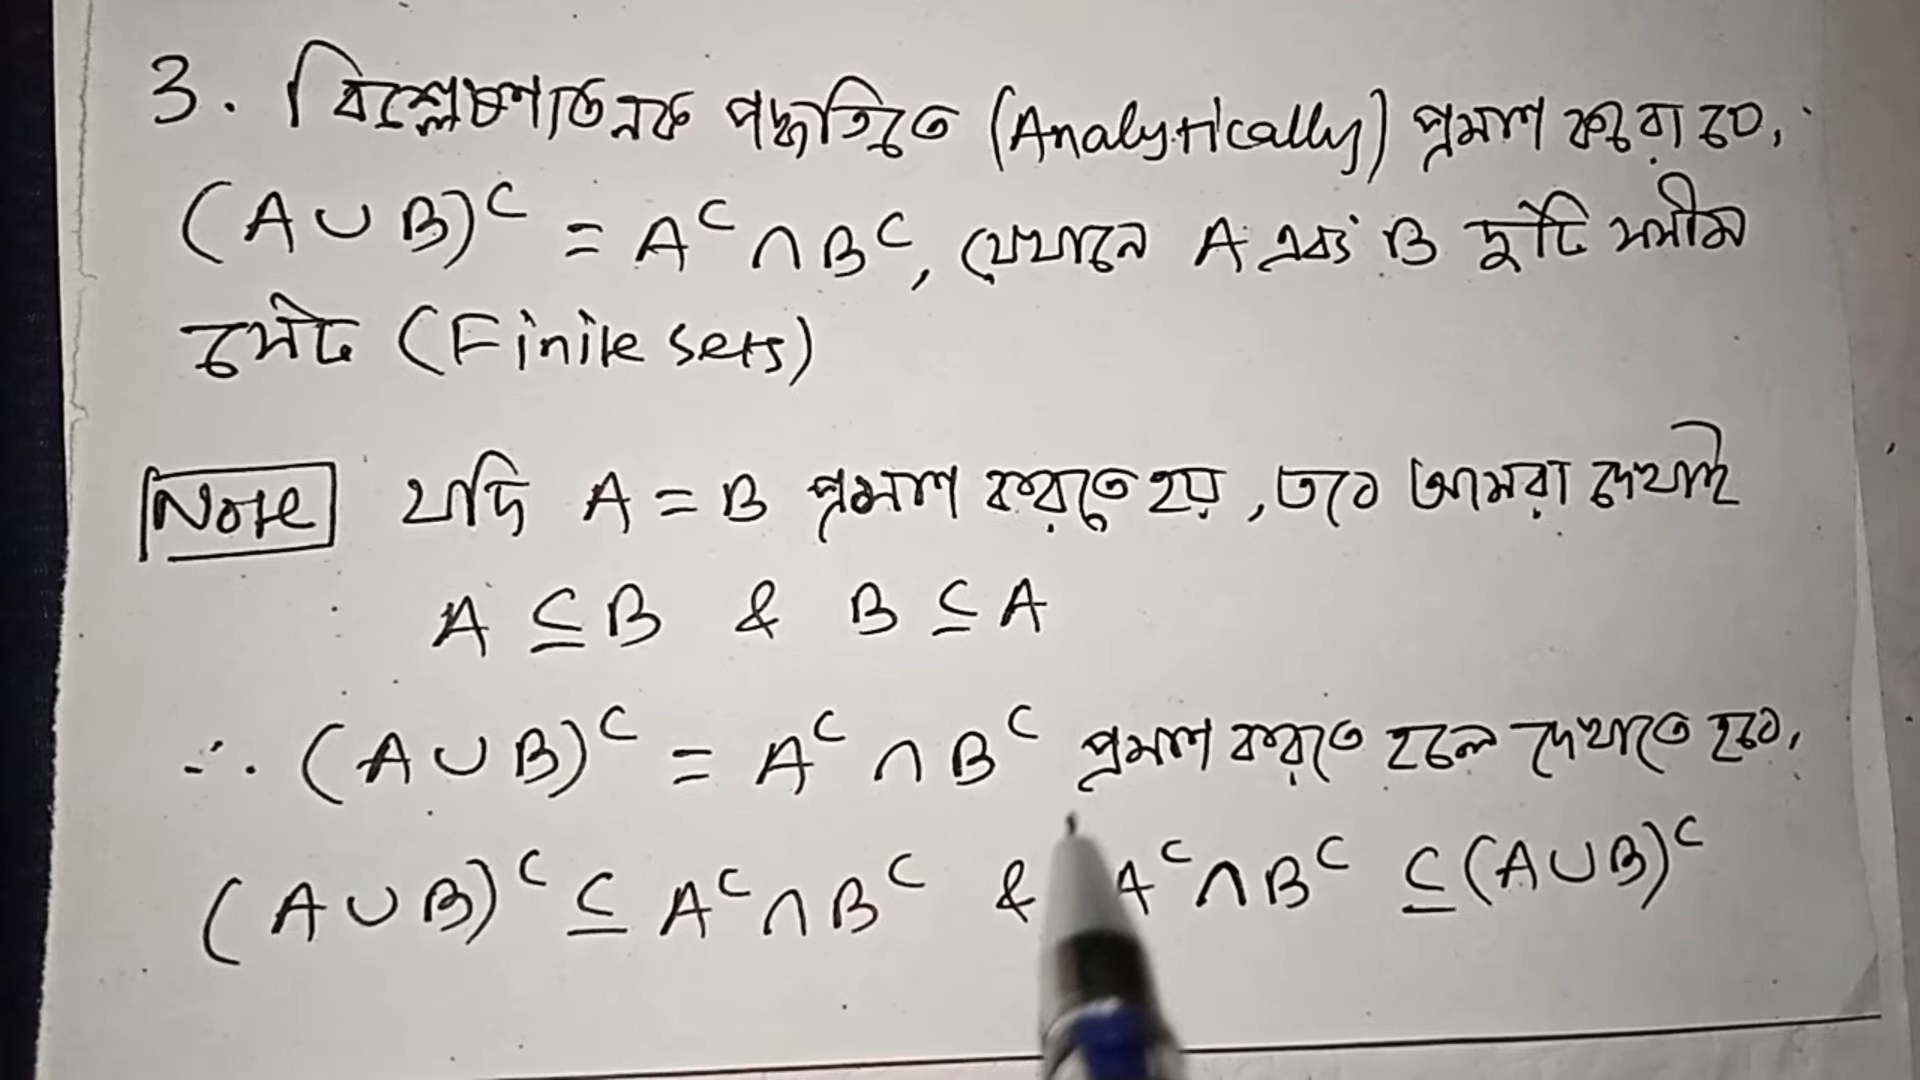 3. বিশ্লেষণাত্মক পদ্ধতিতে (Analytically) প্রমাণ করো যে,
(A ∪ B)ᶜ = Aᶜ ∩ Bᶜ, যেখানে A এবং B দুটি সসীম
সেট (Finite sets)
Note যদি A = B প্রমাণ করতে হয়, তবে আমরা দেখাই
A ⊆ B & B ⊆ A
∴ (A ∪ B)ᶜ = Aᶜ ∩ Bᶜ প্রমাণ করতে হলে দেখাতে হবে,
(A ∪ B)ᶜ ⊆ Aᶜ ∩ Bᶜ & Aᶜ ∩ Bᶜ ⊆ (A ∪ B)ᶜ